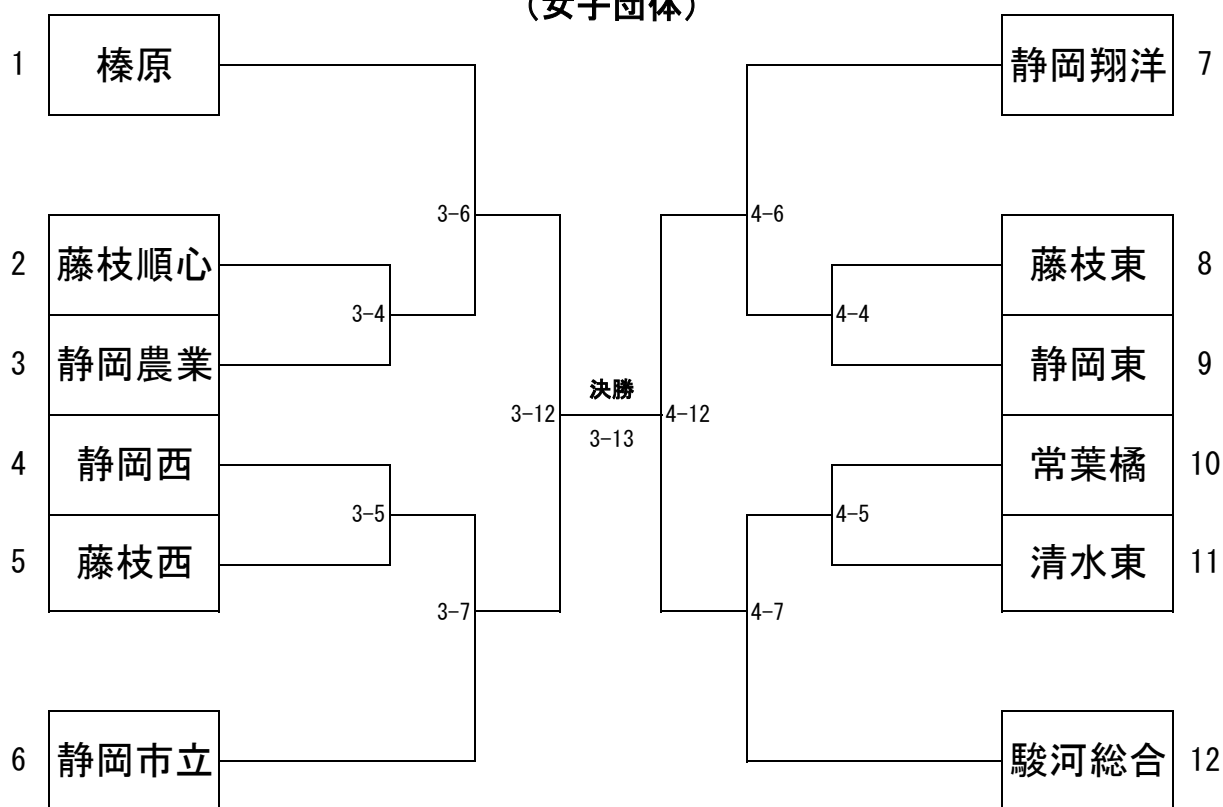 （女子団体）
1 榛原
静岡翔洋 7
3-6
4-6
2 藤枝順心
藤枝東 8
3-4
4-4
3 静岡農業
静岡東 9
決勝
3-12
3-13
4-12
4 静岡西
常葉橘 10
3-5
4-5
5 藤枝西
清水東 11
3-7
4-7
6 静岡市立
駿河総合 12